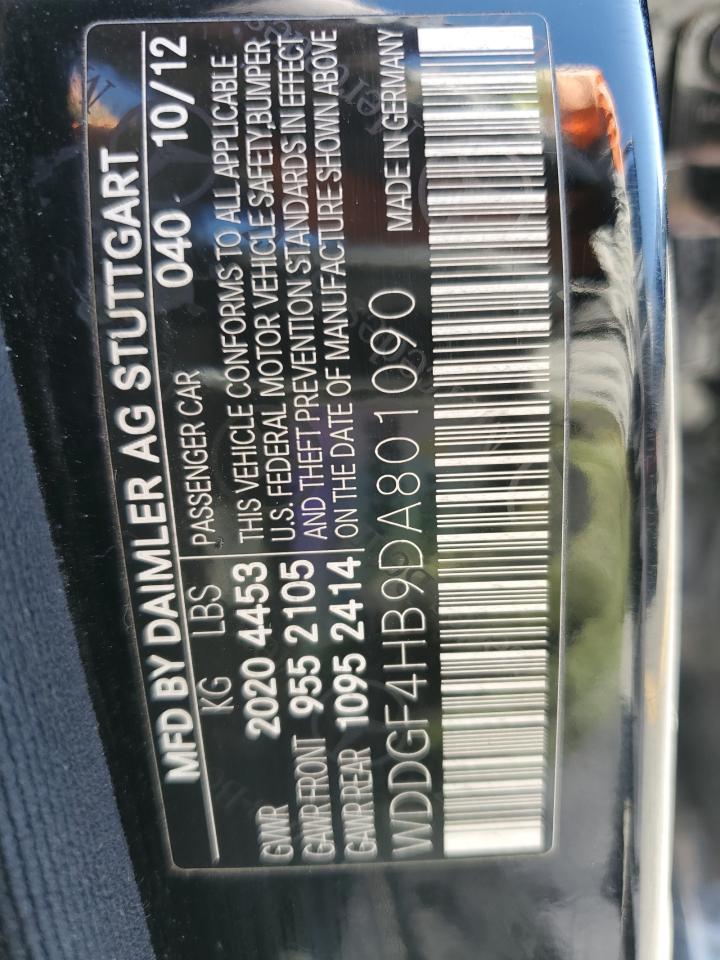 MFD BY DAIMLER AG STUTTGART
040 10/12
KG LBS PASSENGER CAR
GVWR 2020 4453 THIS VEHICLE CONFORMS TO ALL APPLICABLE
U.S. FEDERAL MOTOR VEHICLE SAFETY,BUMPER,
GAWR FRONT 955 2105 AND THEFT PREVENTION STANDARDS IN EFFECT
GAWR REAR 1095 2414 ON THE DATE OF MANUFACTURE SHOWN ABOVE
WDDGF4HB9DA801090 MADE IN GERMANY